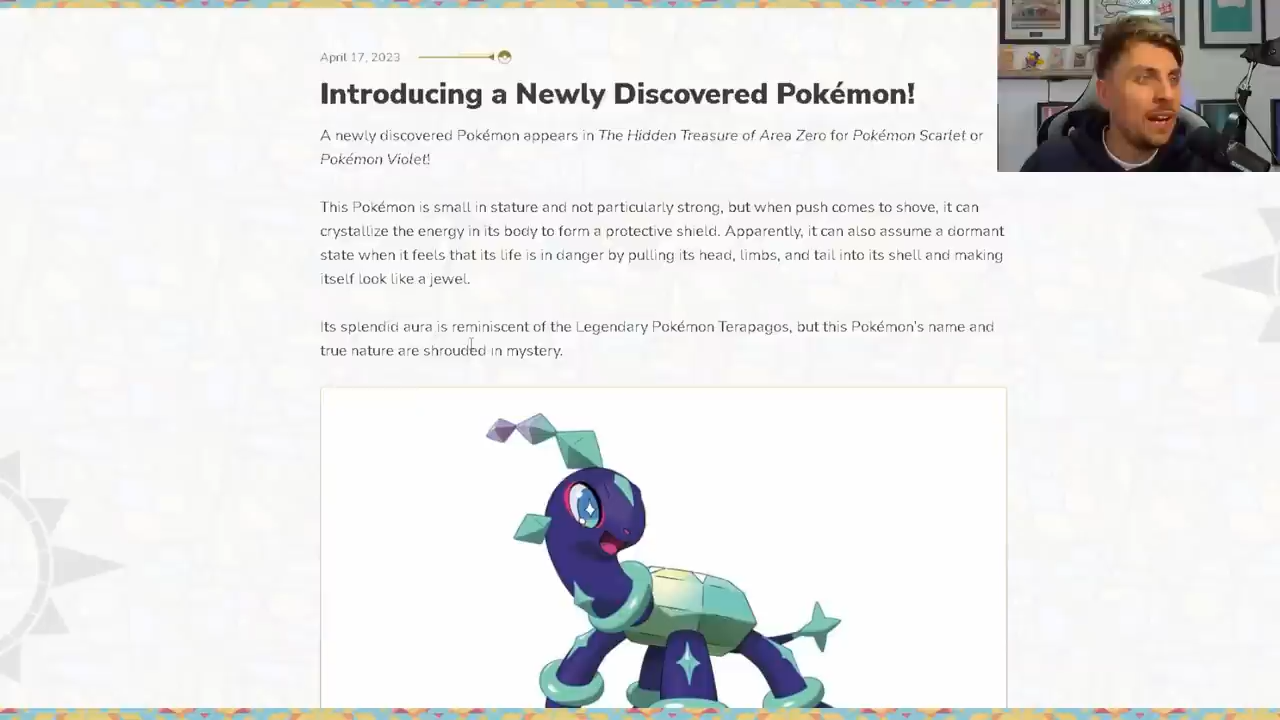 April 17, 2023
Introducing a Newly Discovered Pokémon!
A newly discovered Pokémon appears in The Hidden Treasure of Area Zero for Pokémon Scarlet or
Pokémon Violet!
This Pokémon is small in stature and not particularly strong, but when push comes to shove, it can
crystallize the energy in its body to form a protective shield. Apparently, it can also assume a dormant
state when it feels that its life is in danger by pulling its head, limbs, and tail into its shell and making
itself look like a jewel.
Its splendid aura is reminiscent of the Legendary Pokémon Terapagos, but this Pokémon's name and
true nature are shrouded in mystery.